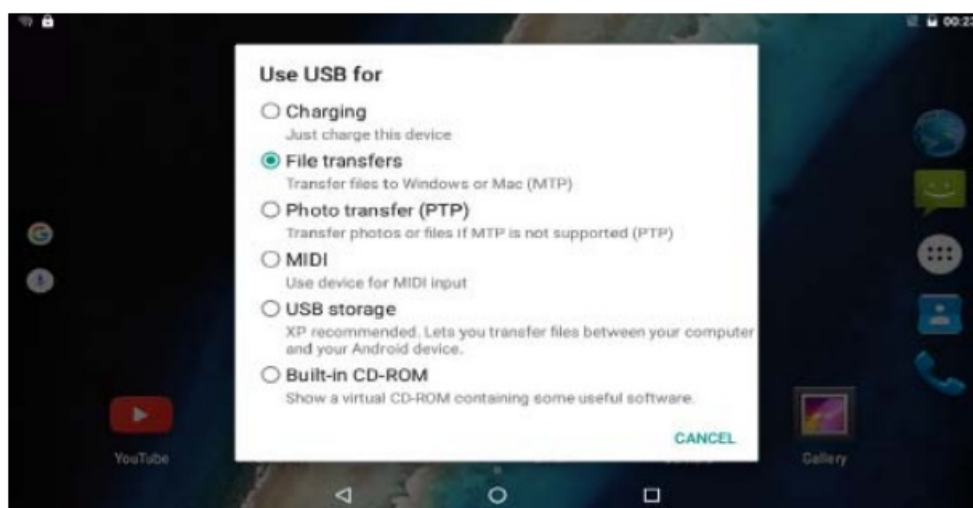 00:23
Use USB for
Charging
Just charge this device
File transfers
Transfer files to Windows or Mac (MTP)
Photo transfer (PTP)
Transfer photos or files if MTP is not supported (PTP)
MIDI
Use device for MIDI input
USB storage
XP recommended. Lets you transfer files between your computer
and your Android device.
Built-in CD-ROM
Show a virtual CD-ROM containing some useful software.
CANCEL
YouTube
Gallery